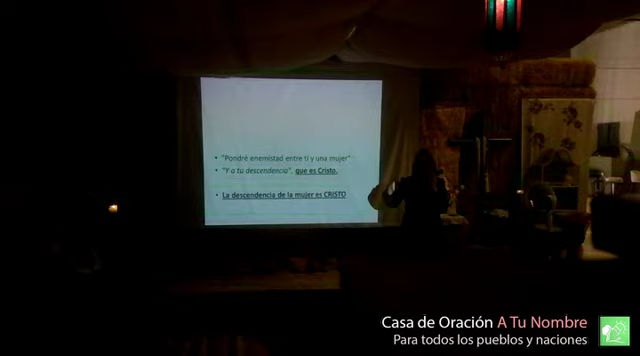 • "Pondré enemistad entre ti y una mujer"
• "Y a tu descendencia", que es Cristo.
• La descendencia de la mujer es CRISTO
Casa de Oración A Tu Nombre
Para todos los pueblos y naciones